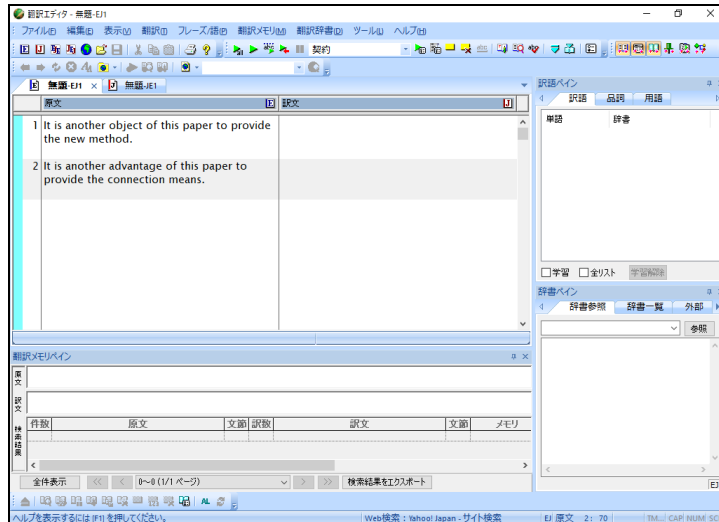 翻訳エディタ - 無題-EJ1
ファイル(F) 編集(E) 表示(V) 翻訳(T) フレーズ/語(P) 翻訳メモリ(M) 翻訳辞書(D) ツール(U) ヘルプ(H)
契約
無題-EJ1 × 無題-JE1
原文 E 訳文 J
1 It is another object of this paper to provide
the new method.
2 It is another advantage of this paper to
provide the connection means.
訳語ペイン
訳語 品詞 用語
単語 辞書
学習 全リスト 学習解除
辞書ペイン
辞書参照 辞書一覧 外部
参照
EJ
翻訳メモリペイン
原文
訳文
検索結果
件数 原文 文節 訳数 訳文 文節 メモリ
全件表示 << < 0~0 (1/1 ページ) > >> 検索結果をエクスポート
AL
ヘルプを表示するには [F1] を押してください。 Web検索：Yahoo! Japan - サイト検索 EJ 原文 2: 70 TM... CAP NUM SC